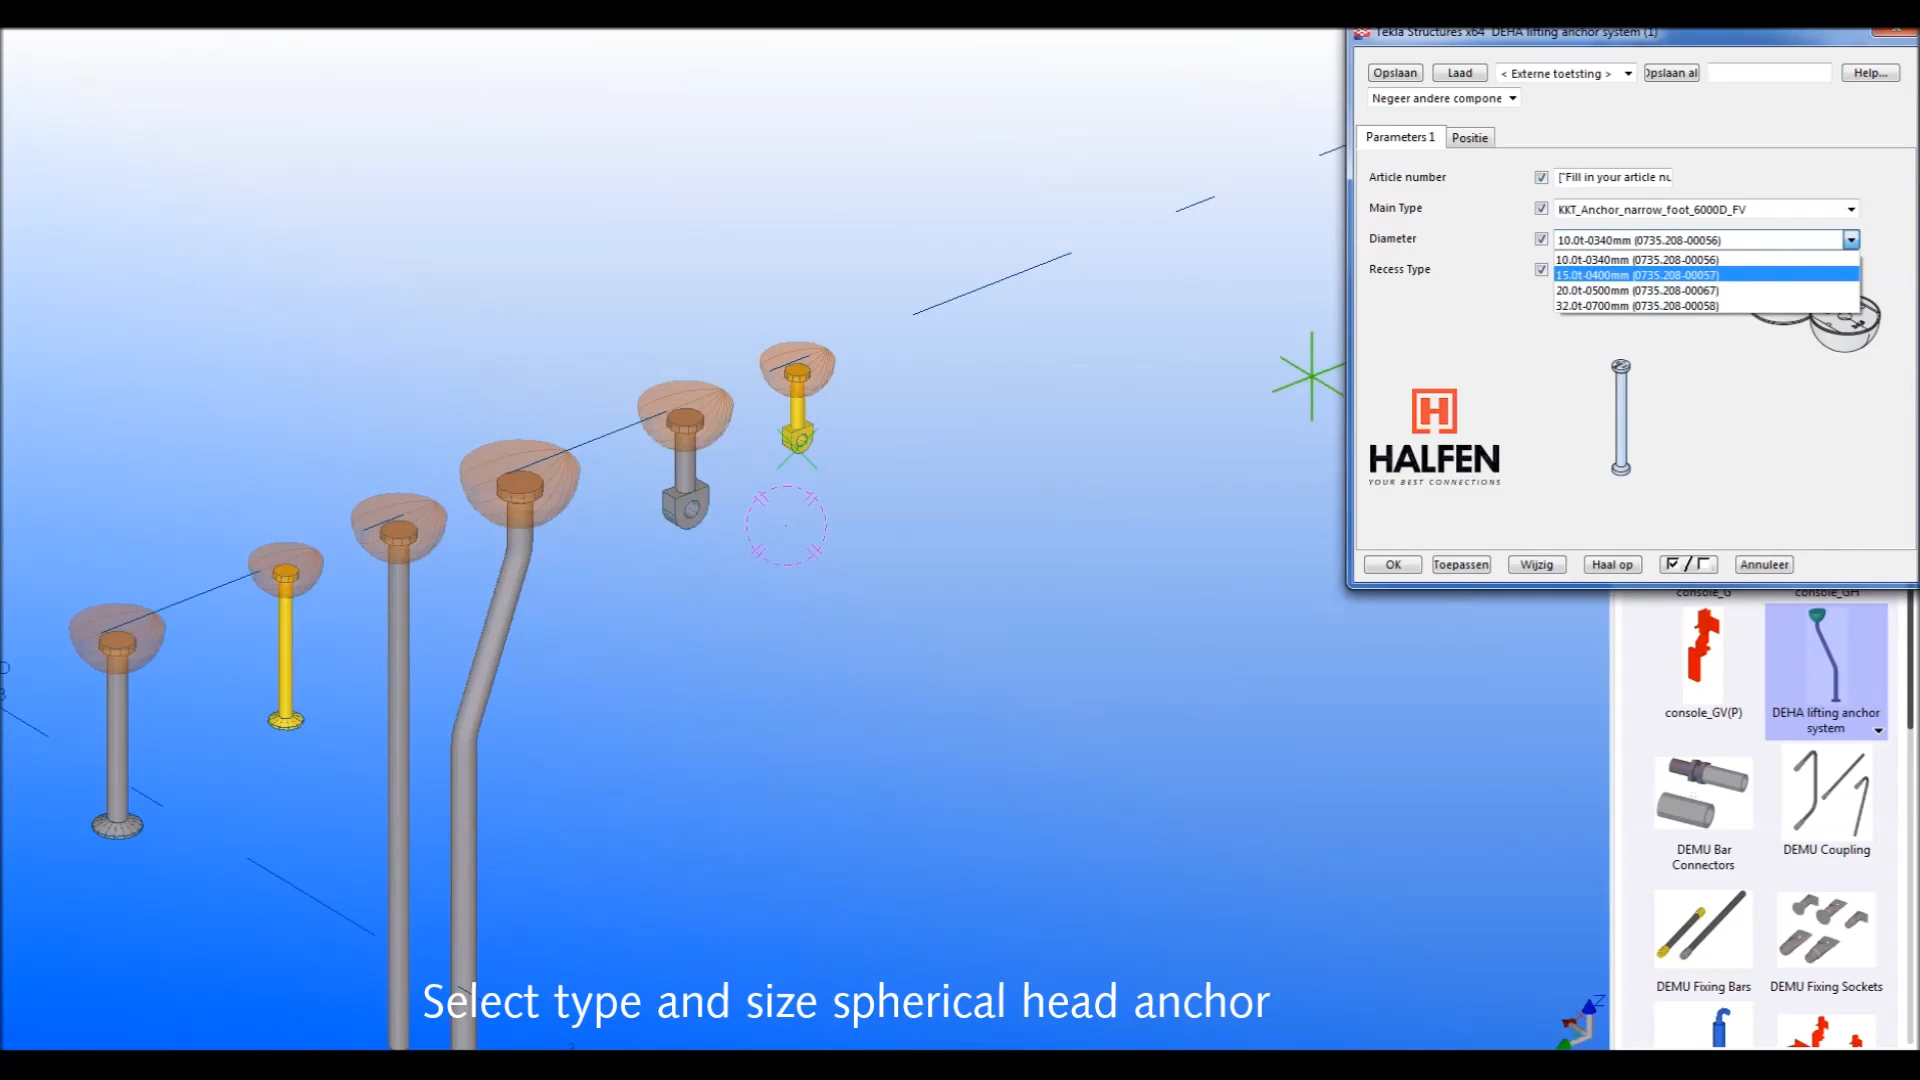 Tekla Structures x64 DEHA lifting anchor system (1)
Opslaan
Laad
< Externe toetsing >
Opslaan al
Help...
Negeer andere compone
Parameters 1
Positie
Article number
["Fill in your article nu
Main Type
KKT_Anchor_narrow_foot_6000D_FV
Diameter
10.0t-0340mm (0735.208-00056)
10.0t-0340mm (0735.208-00056)
15.0t-0400mm (0735.208-00057)
20.0t-0500mm (0735.208-00067)
32.0t-0700mm (0735.208-00058)
Recess Type
H
HALFEN
YOUR BEST CONNECTIONS
OK
Toepassen
Wijzig
Haal op
/
Annuleer
console_G
console_GH
console_GV(P)
DEHA lifting anchor
system
DEMU Bar
Connectors
DEMU Coupling
DEMU Fixing Bars
DEMU Fixing Sockets
Select type and size spherical head anchor
Z